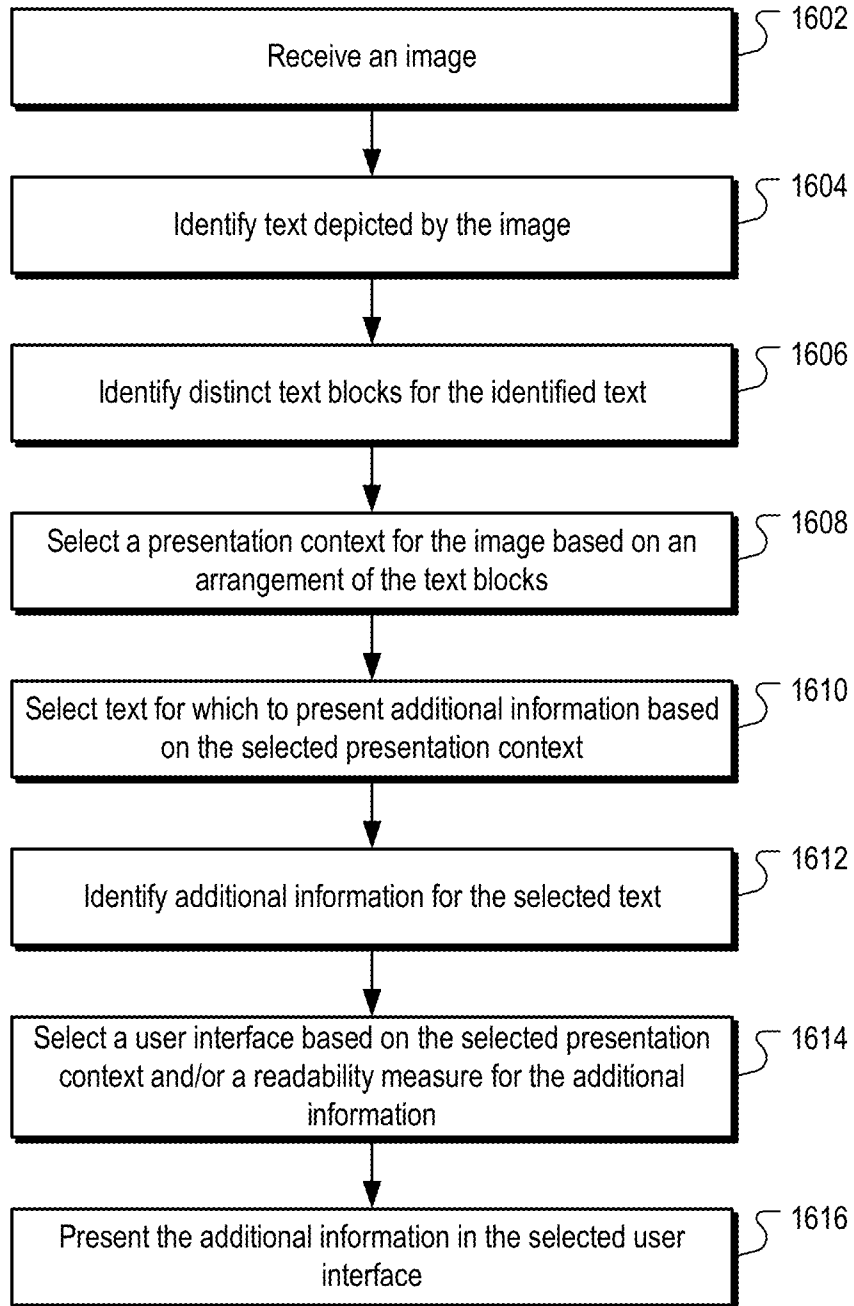 1602
Receive an image
1604
Identify text depicted by the image
1606
Identify distinct text blocks for the identified text
1608
Select a presentation context for the image based on an
arrangement of the text blocks
1610
Select text for which to present additional information based
on the selected presentation context
1612
Identify additional information for the selected text
1614
Select a user interface based on the selected presentation
context and/or a readability measure for the additional
information
1616
Present the additional information in the selected user
interface